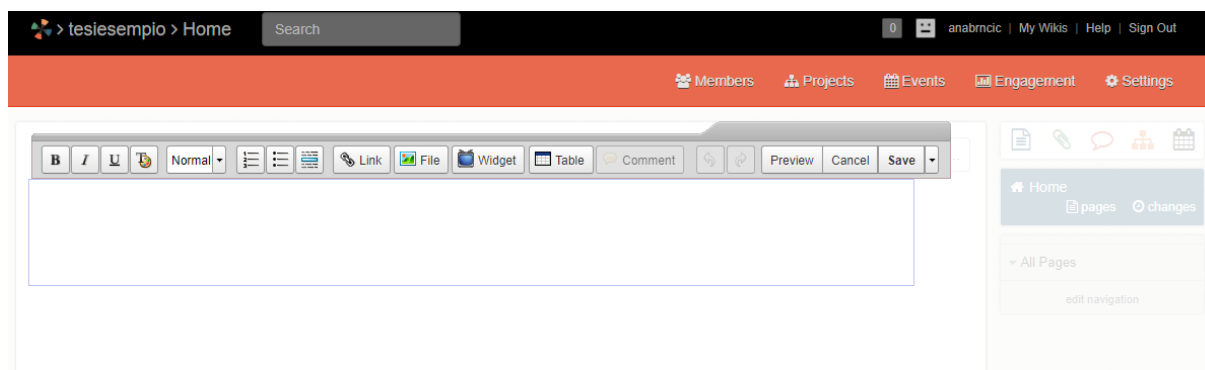 > tesiesempio > Home Search 0 anabrncic | My Wikis | Help | Sign Out
Members Projects Events Engagement Settings
B I U Normal Link File Widget Table Comment Preview Cancel Save
Home
pages changes
All Pages
edit navigation